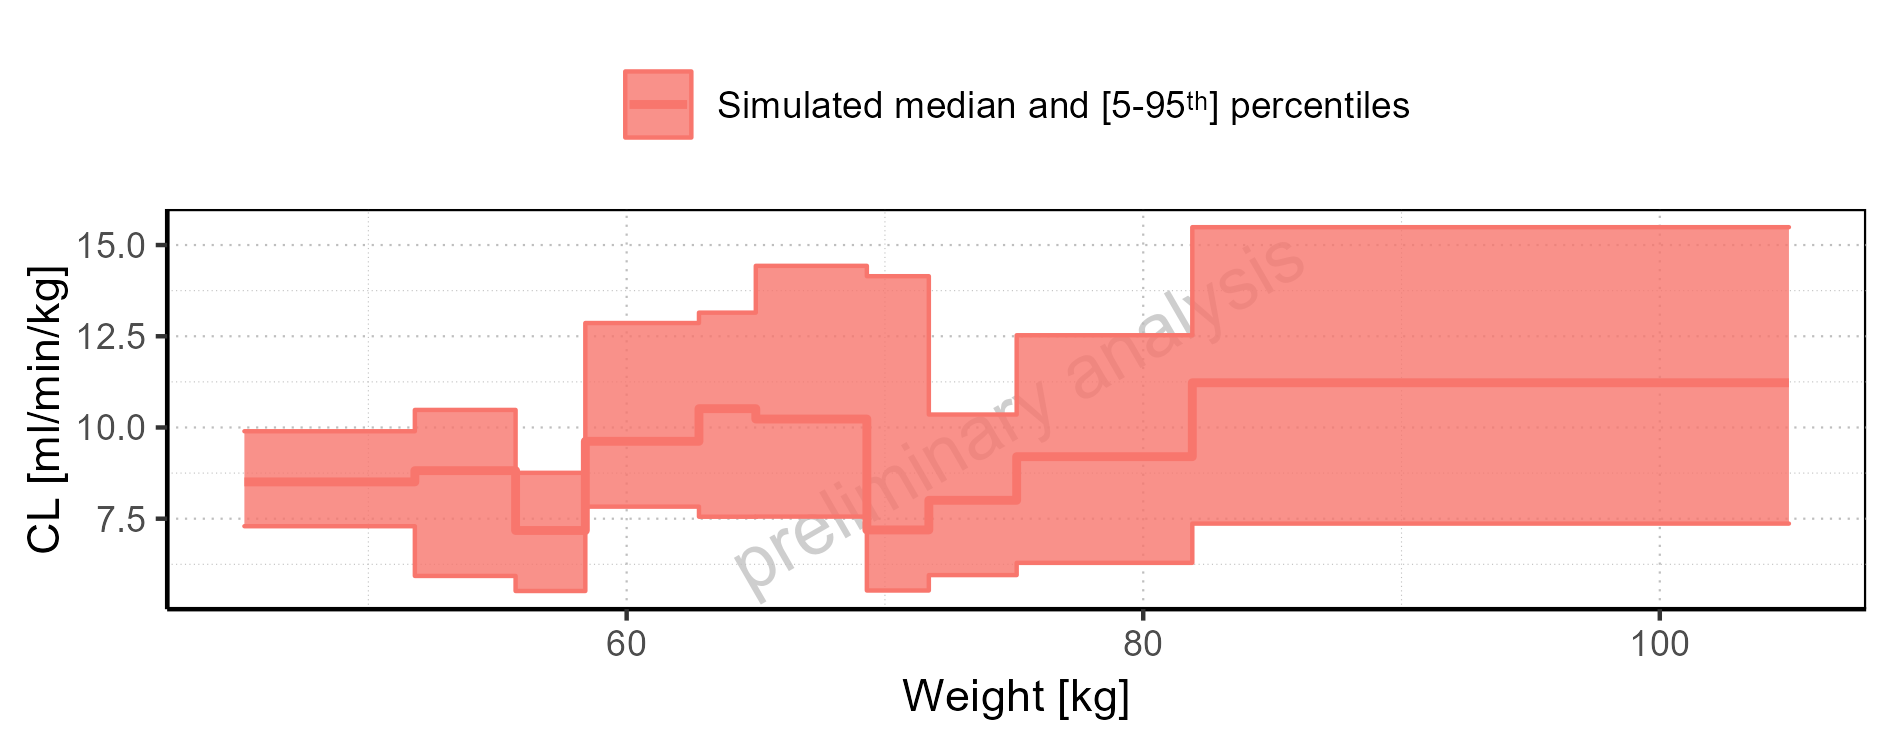 Simulated median and [5-95ᵗʰ] percentiles
15.0
12.5
10.0
7.5
CL [ml/min/kg]
preliminary analysis
60 80 100
Weight [kg]